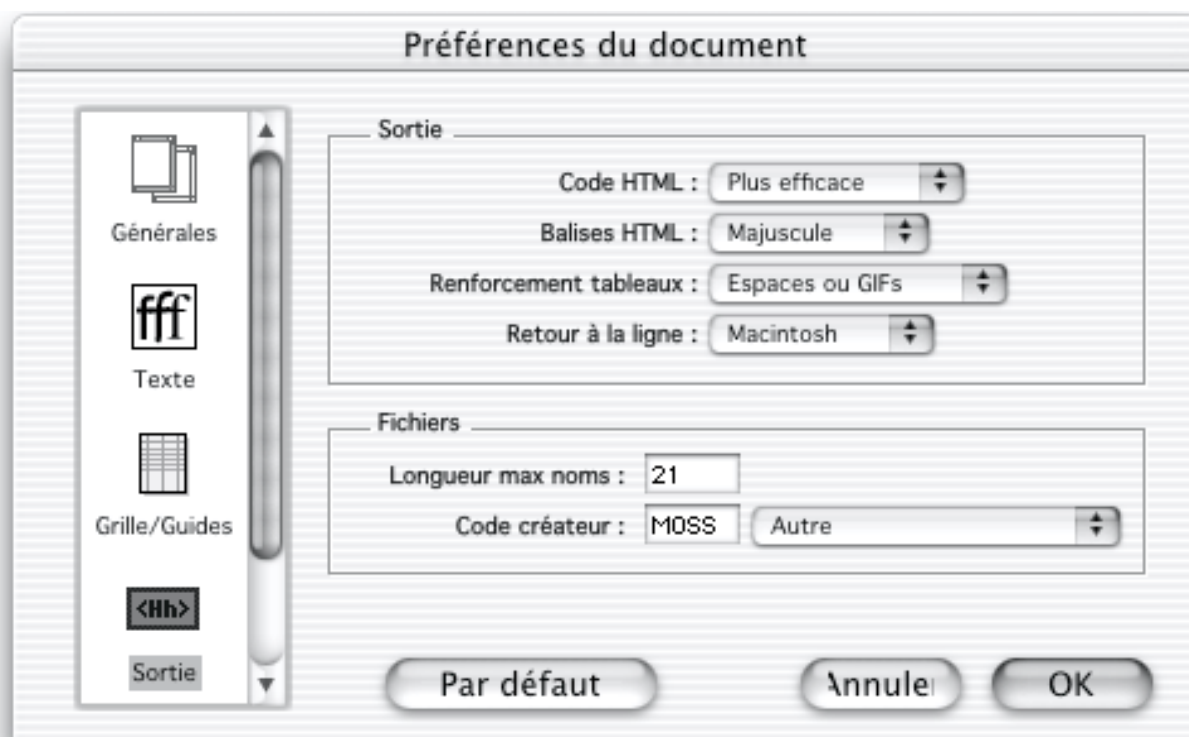 Préférences du document
Générales
fff
Texte
Grille/Guides
<Hh>
Sortie
Sortie
Code HTML : Plus efficace
Balises HTML : Majuscule
Renforcement tableaux : Espaces ou GIFs
Retour à la ligne : Macintosh
Fichiers
Longueur max noms : 21
Code créateur : MOSS Autre
Par défaut Annuler OK